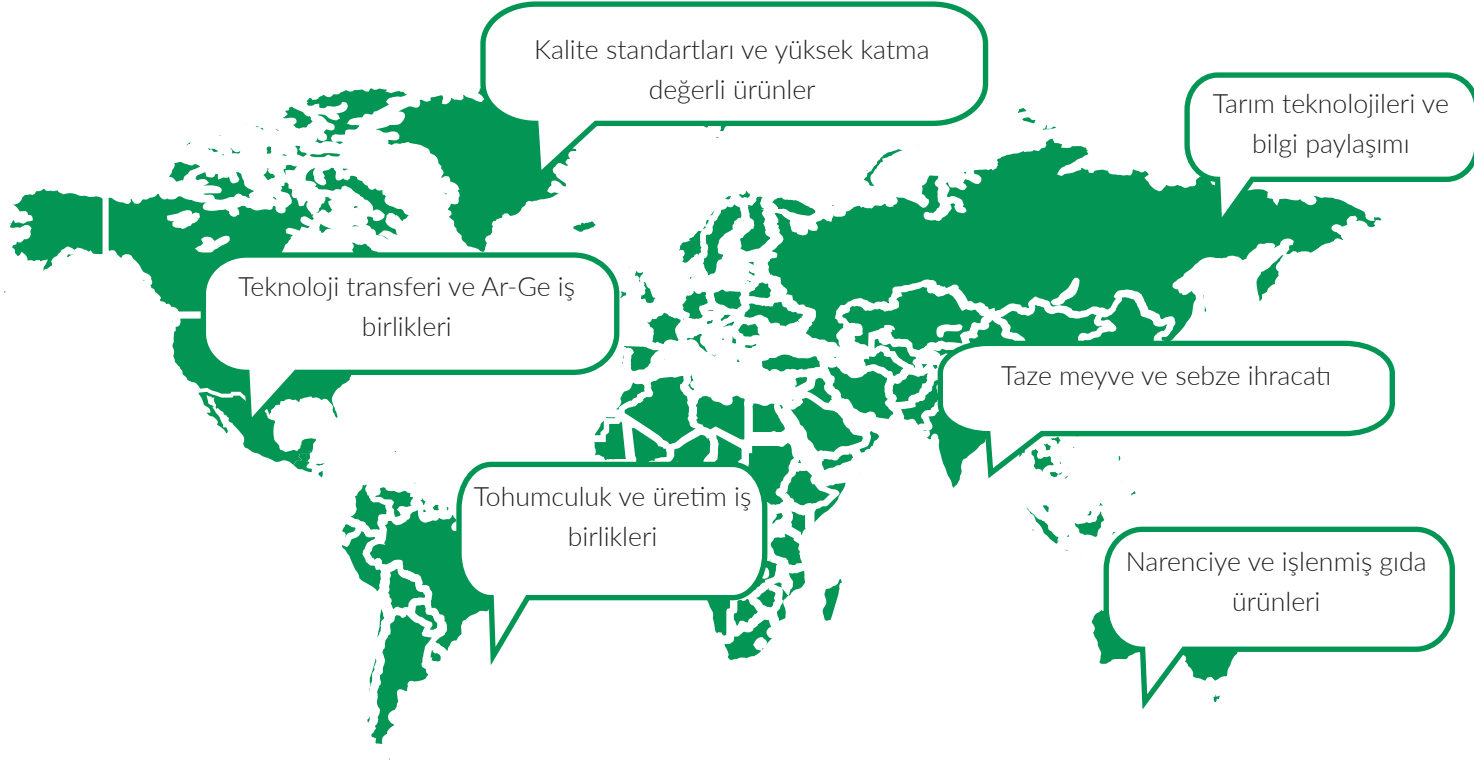 Kalite standartları ve yüksek katma
değerli ürünler
Tarım teknolojileri ve
bilgi paylaşımı
Teknoloji transferi ve Ar-Ge iş
birlikleri
Taze meyve ve sebze ihracatı
Tohumculuk ve üretim iş
birlikleri
Narenciye ve işlenmiş gıda
ürünleri